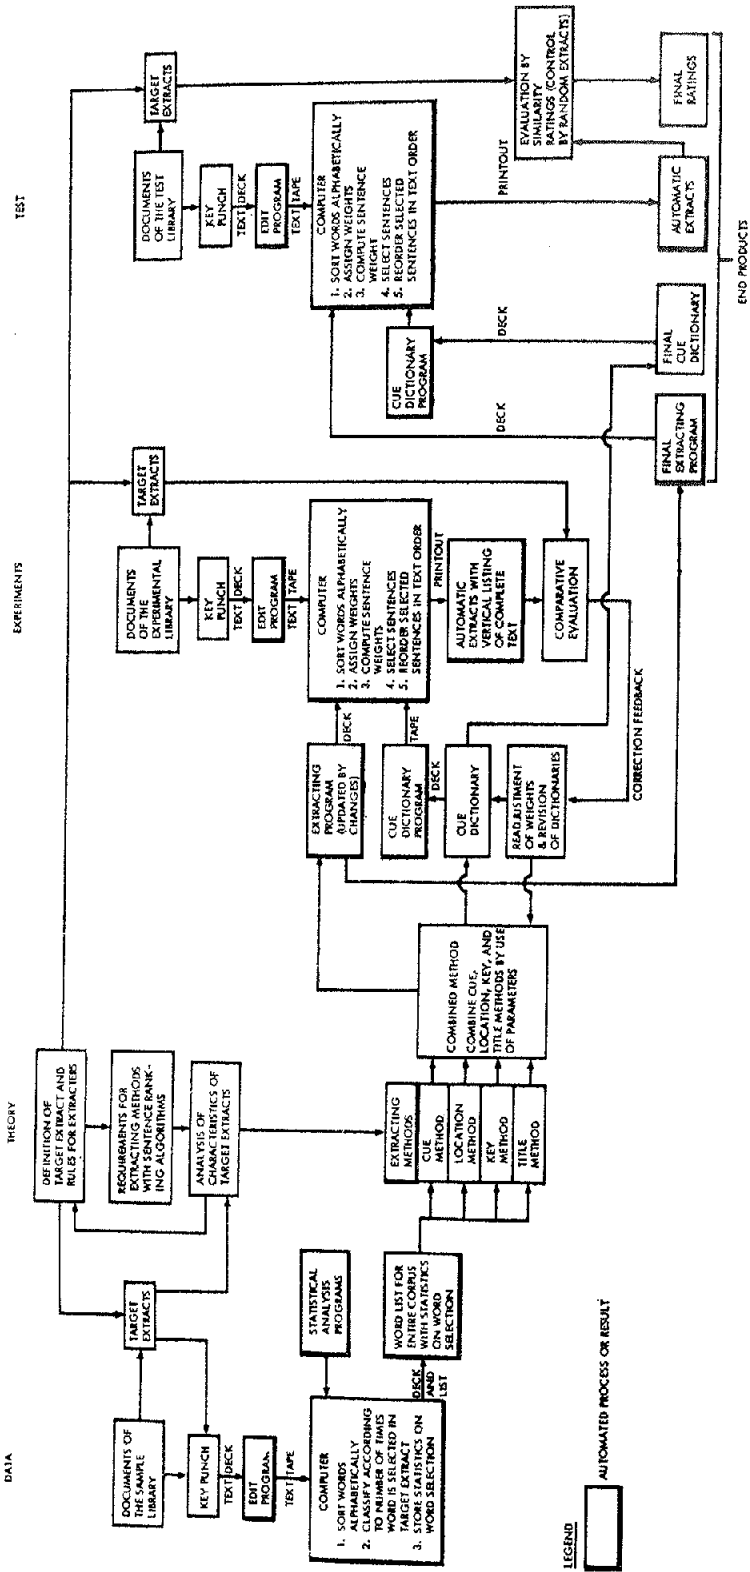 DATA
THEORY
EXPERIMENTS
TEST
DOCUMENTS OF
THE SAMPLE
LIBRARY
TARGET
EXTRACTS
KEY PUNCH
TEXT DECK
EDIT
PROGRAM
TEXT TAPE
COMPUTER
1. SORT WORDS
ALPHABETICALLY
2. CLASSIFY ACCORDING
TO NUMBER OF TIMES
WORD IS SELECTED IN
TARGET EXTRACT
3. STORE STATISTICS ON
WORD SELECTION
STATISTICAL
ANALYSIS
PROGRAMS
DECK
AND
LIST
WORD LIST FOR
ENTIRE CORPUS
WITH STATISTICS
ON WORD
SELECTION
DEFINITION OF
TARGET EXTRACT AND
RULES FOR EXTRACTERS
REQUIREMENTS FOR
EXTRACTING METHODS
WITH SENTENCE RANK-
ING ALGORITHMS
ANALYSIS OF
CHARACTERISTICS OF
TARGET EXTRACTS
EXTRACTING
METHODS
CUE
METHOD
LOCATION
METHOD
KEY
METHOD
TITLE
METHOD
COMBINED METHOD
COMBINE CUE,
LOCATION, KEY, AND
TITLE METHODS BY USE
OF PARAMETERS
DOCUMENTS
OF THE
EXPERIMENTAL
LIBRARY
TARGET
EXTRACTS
KEY
PUNCH
TEXT DECK
EDIT
PROGRAM
TEXT TAPE
COMPUTER
1. SORT WORDS ALPHABETICALLY
2. ASSIGN WEIGHTS
3. COMPUTE SENTENCE
WEIGHTS
4. SELECT SENTENCES
5. REORDER SELECTED
SENTENCES IN TEXT ORDER
EXTRACTING
PROGRAM
(UPDATED BY
CHANGES)
DECK
CUE
DICTIONARY
PROGRAM
TAPE
DECK
CUE
DICTIONARY
READJUSTMENT
OF WEIGHTS
& REVISION
OF DICTIONARIES
PRINTOUT
AUTOMATIC
EXTRACTS WITH
VERTICAL LISTING
OF COMPLETE
TEXT
COMPARATIVE
EVALUATION
CORRECTION FEEDBACK
DOCUMENTS
OF THE TEST
LIBRARY
TARGET
EXTRACTS
KEY
PUNCH
TEXT DECK
EDIT
PROGRAM
TEXT TAPE
COMPUTER
1. SORT WORDS ALPHABETICALLY
2. ASSIGN WEIGHTS
3. COMPUTE SENTENCE
WEIGHT
4. SELECT SENTENCES
5. REORDER SELECTED
SENTENCES IN TEXT ORDER
CUE
DICTIONARY
PROGRAM
DECK
DECK
PRINTOUT
EVALUATION BY
SIMILARITY
RATINGS (CONTROL
BY RANDOM EXTRACTS)
FINAL
EXTRACTING
PROGRAM
FINAL
CUE
DICTIONARY
AUTOMATIC
EXTRACTS
FINAL
RATINGS
END PRODUCTS
LEGEND
AUTOMATED PROCESS OR RESULT